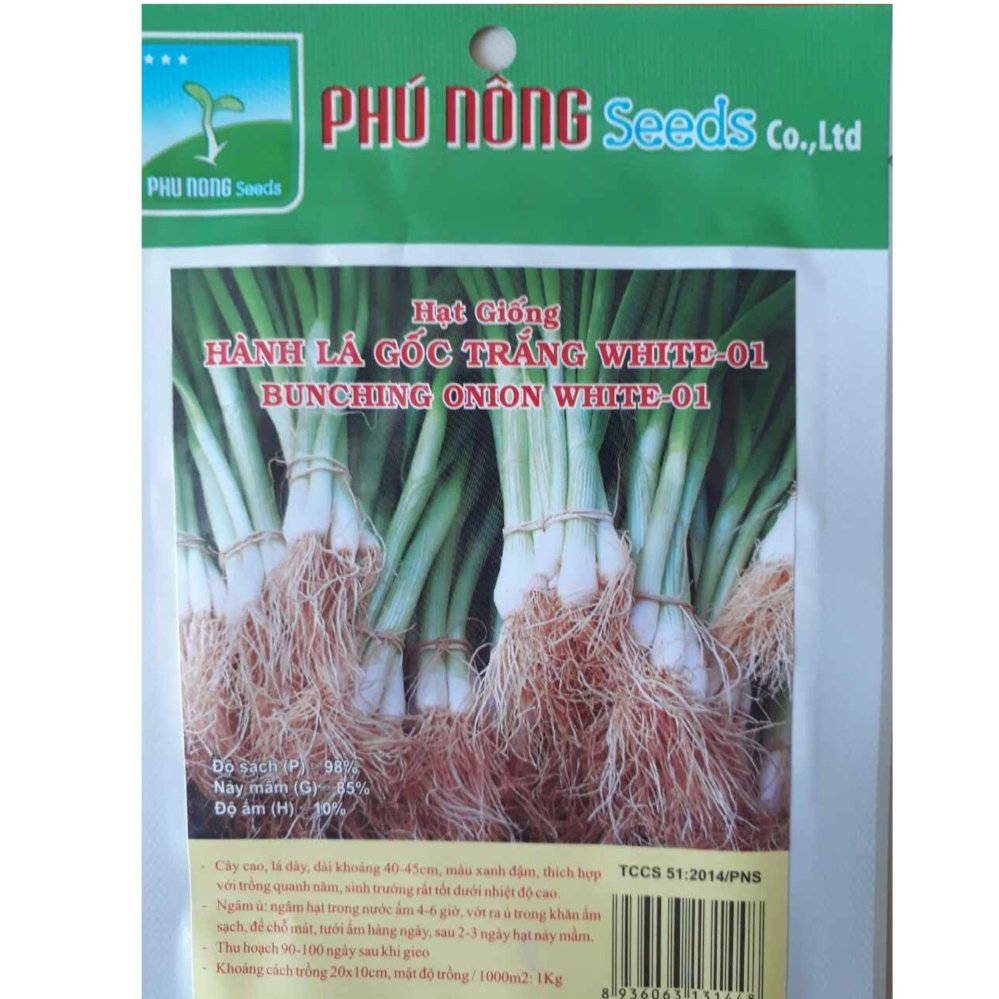 PHÚ NÔNG Seeds Co.,Ltd
PHU NONG Seeds
Hạt Giống
HÀNH LÁ GỐC TRẮNG WHITE-01
BUNCHING ONION WHITE-01
Độ sạch (P) 98%
Nảy mầm (G) 85%
Độ ẩm (H) 10%
- Cây cao, lá dày, dài khoảng 40-45cm, màu xanh đậm, thích hợp
với trồng quanh năm, sinh trưởng rất tốt dưới nhiệt độ cao.
- Ngâm ủ: ngâm hạt trong nước ấm 4-6 giờ, vớt ra ủ trong khăn ẩm
sạch, để chỗ mát, tưới ẩm hàng ngày, sau 2-3 ngày hạt nảy mầm.
- Thu hoạch 90-100 ngày sau khi gieo
- Khoảng cách trồng 20x10cm, mật độ trồng / 1000m2: 1Kg
TCCS 51:2014/PNS
8 936063 131448